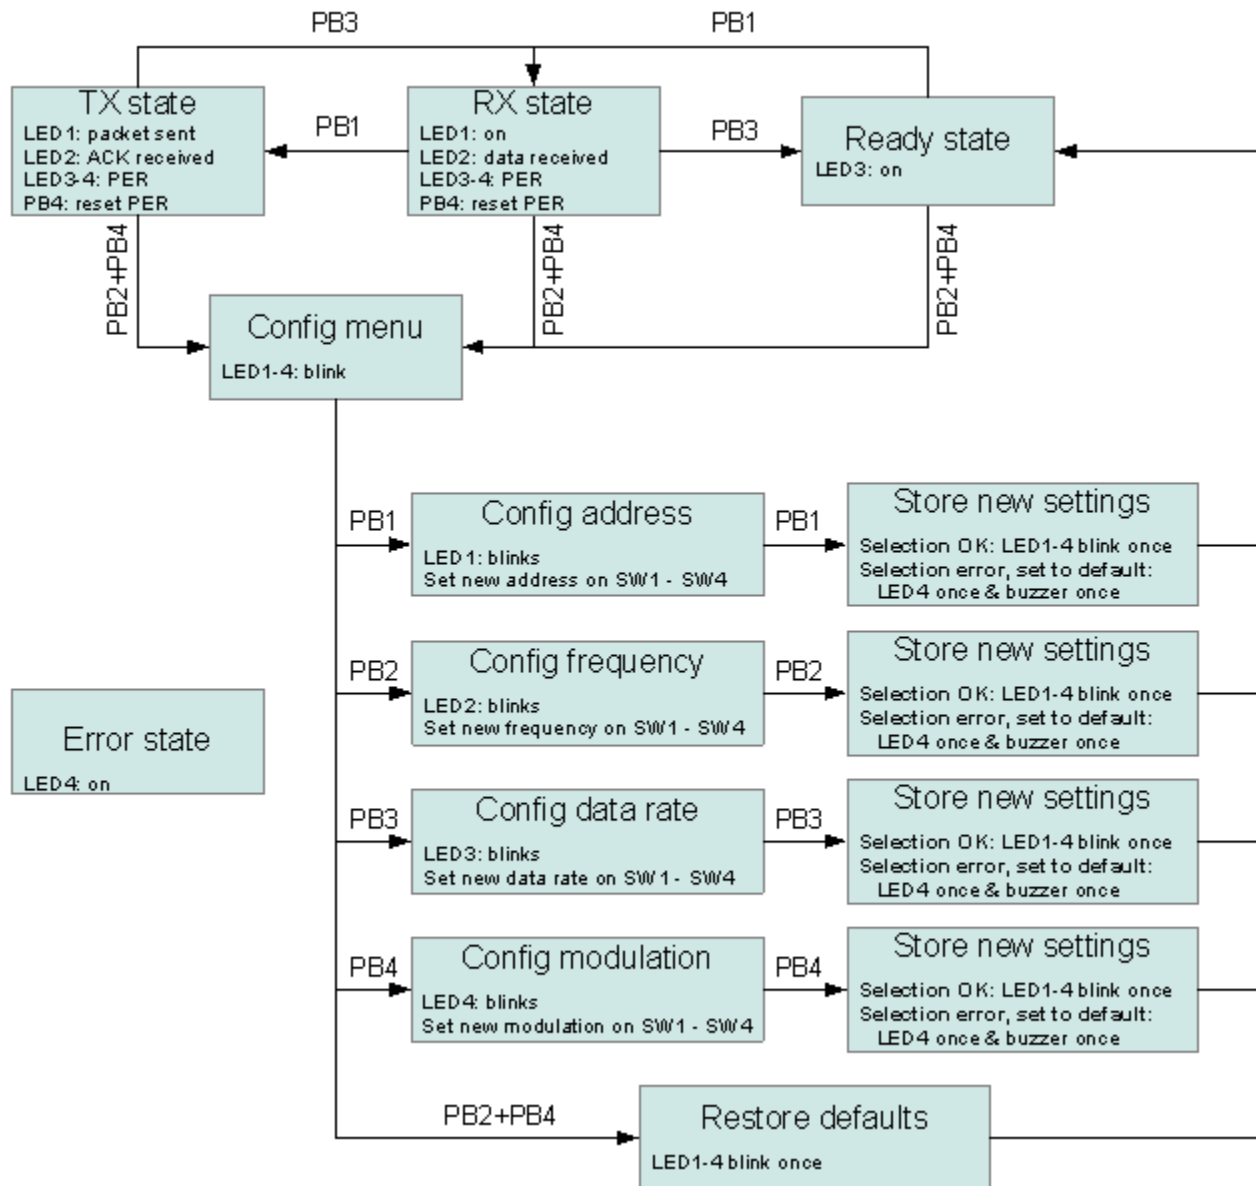 PB3
PB1
TX state
LED1: packet sent
LED2: ACK received
LED3-4: PER
PB4: reset PER
PB1
RX state
LED1: on
LED2: data received
LED3-4: PER
PB4: reset PER
PB3
Ready state
LED3: on
PB2+PB4
PB2+PB4
PB2+PB4
Config menu
LED1-4: blink
PB1
Config address
LED1: blinks
Set new address on SW1 - SW4
PB1
Store new settings
Selection OK: LED1-4 blink once
Selection error, set to default:
LED4 once & buzzer once
PB2
Config frequency
LED2: blinks
Set new frequency on SW1 - SW4
PB2
Store new settings
Selection OK: LED1-4 blink once
Selection error, set to default:
LED4 once & buzzer once
Error state
LED4: on
PB3
Config data rate
LED3: blinks
Set new data rate on SW1 - SW4
PB3
Store new settings
Selection OK: LED1-4 blink once
Selection error, set to default:
LED4 once & buzzer once
PB4
Config modulation
LED4: blinks
Set new modulation on SW1 - SW4
PB4
Store new settings
Selection OK: LED1-4 blink once
Selection error, set to default:
LED4 once & buzzer once
PB2+PB4
Restore defaults
LED1-4 blink once